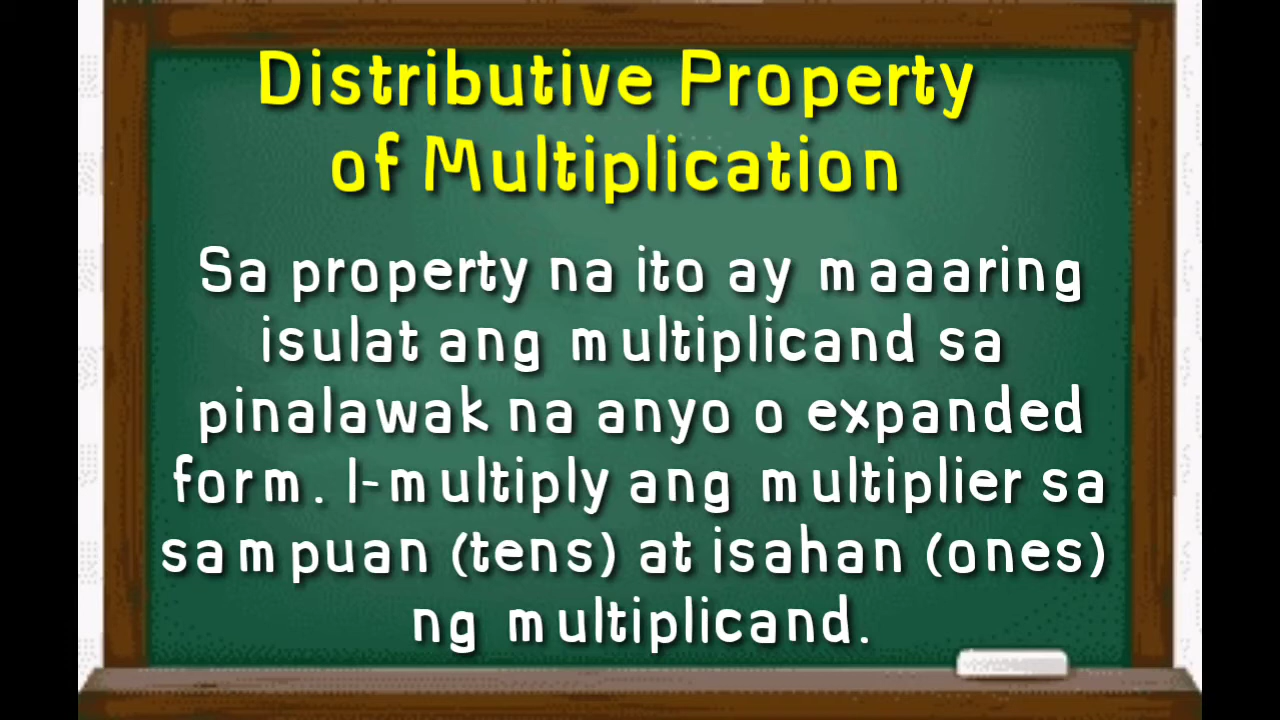 Distributive Property
of Multiplication
Sa property na ito ay maaaring
isulat ang multiplicand sa
pinalawak na anyo o expanded
form. I-multiply ang multiplier sa
sampuan (tens) at isahan (ones)
ng multiplicand.